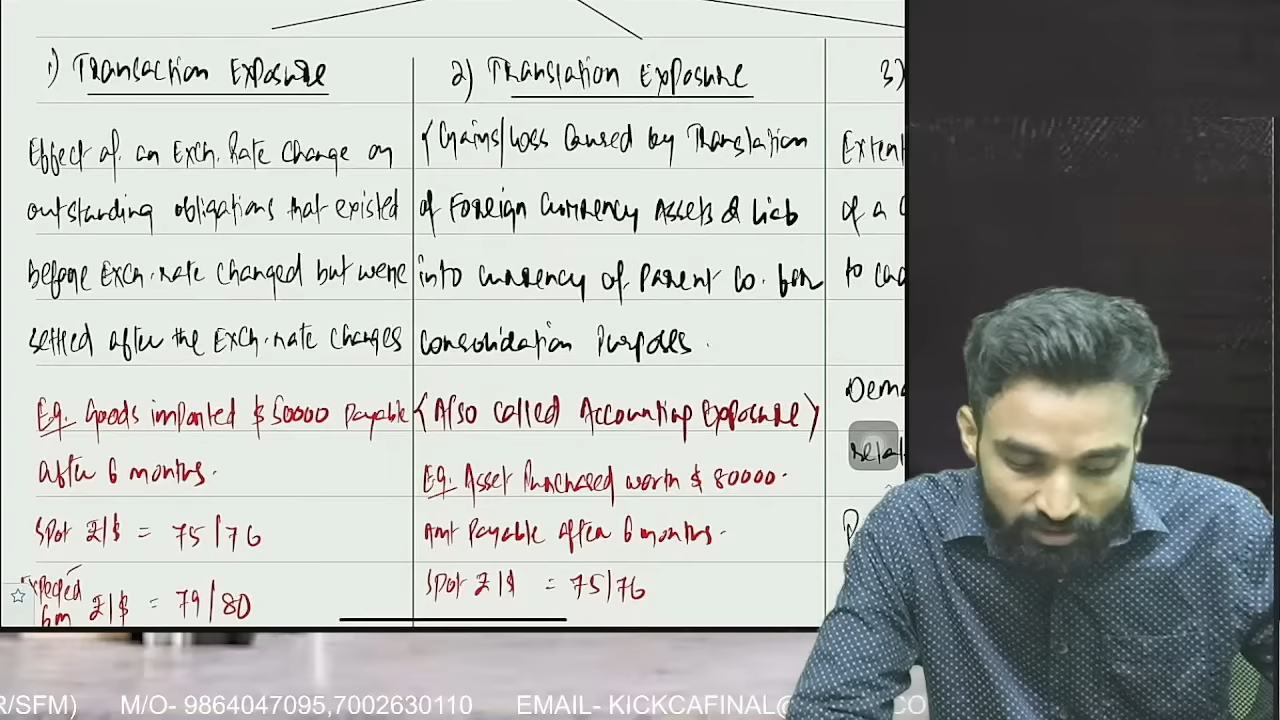 1) Transaction Exposure
Effect of an Exch. Rate Change on
outstanding obligations that existed
before Exch. rate changed but were
settled after the Exch. rate changes
Eg. Goods imported $ 50000 Payable
after 6 months.
Spot ₹/$ = 75/76
Expected
6m ₹/$ = 79/80
2) Translation Exposure
Gains/Loss Caused by Translation
of Foreign Currency Assets & Liab
into currency of Parent Co. for
consolidation Purposes.
(Also called Accounting Exposure)
Eg. Asset Purchased worth $ 80000.
Amt Payable After 6 months.
Spot ₹/$ = 75/76
3)
Extent
of a
to
R/SFM) M/O- 9864047095,7002630110 EMAIL- KICKCAFINAL@ CO